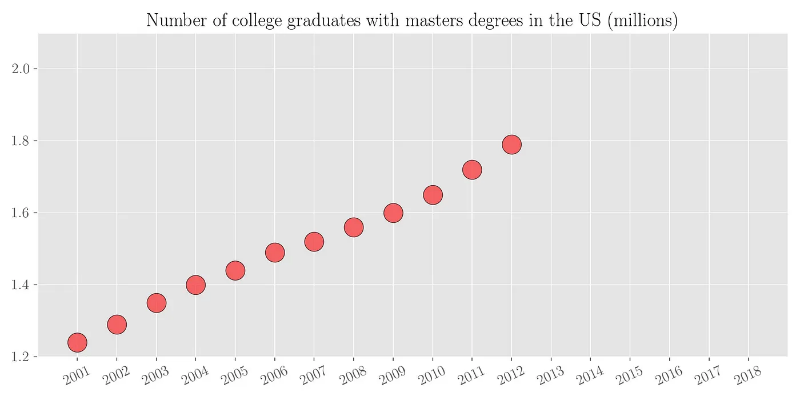 Number of college graduates with masters degrees in the US (millions)
2.0
1.8
1.6
1.4
1.2
2001 2002 2003 2004 2005 2006 2007 2008 2009 2010 2011 2012 2013 2014 2015 2016 2017 2018